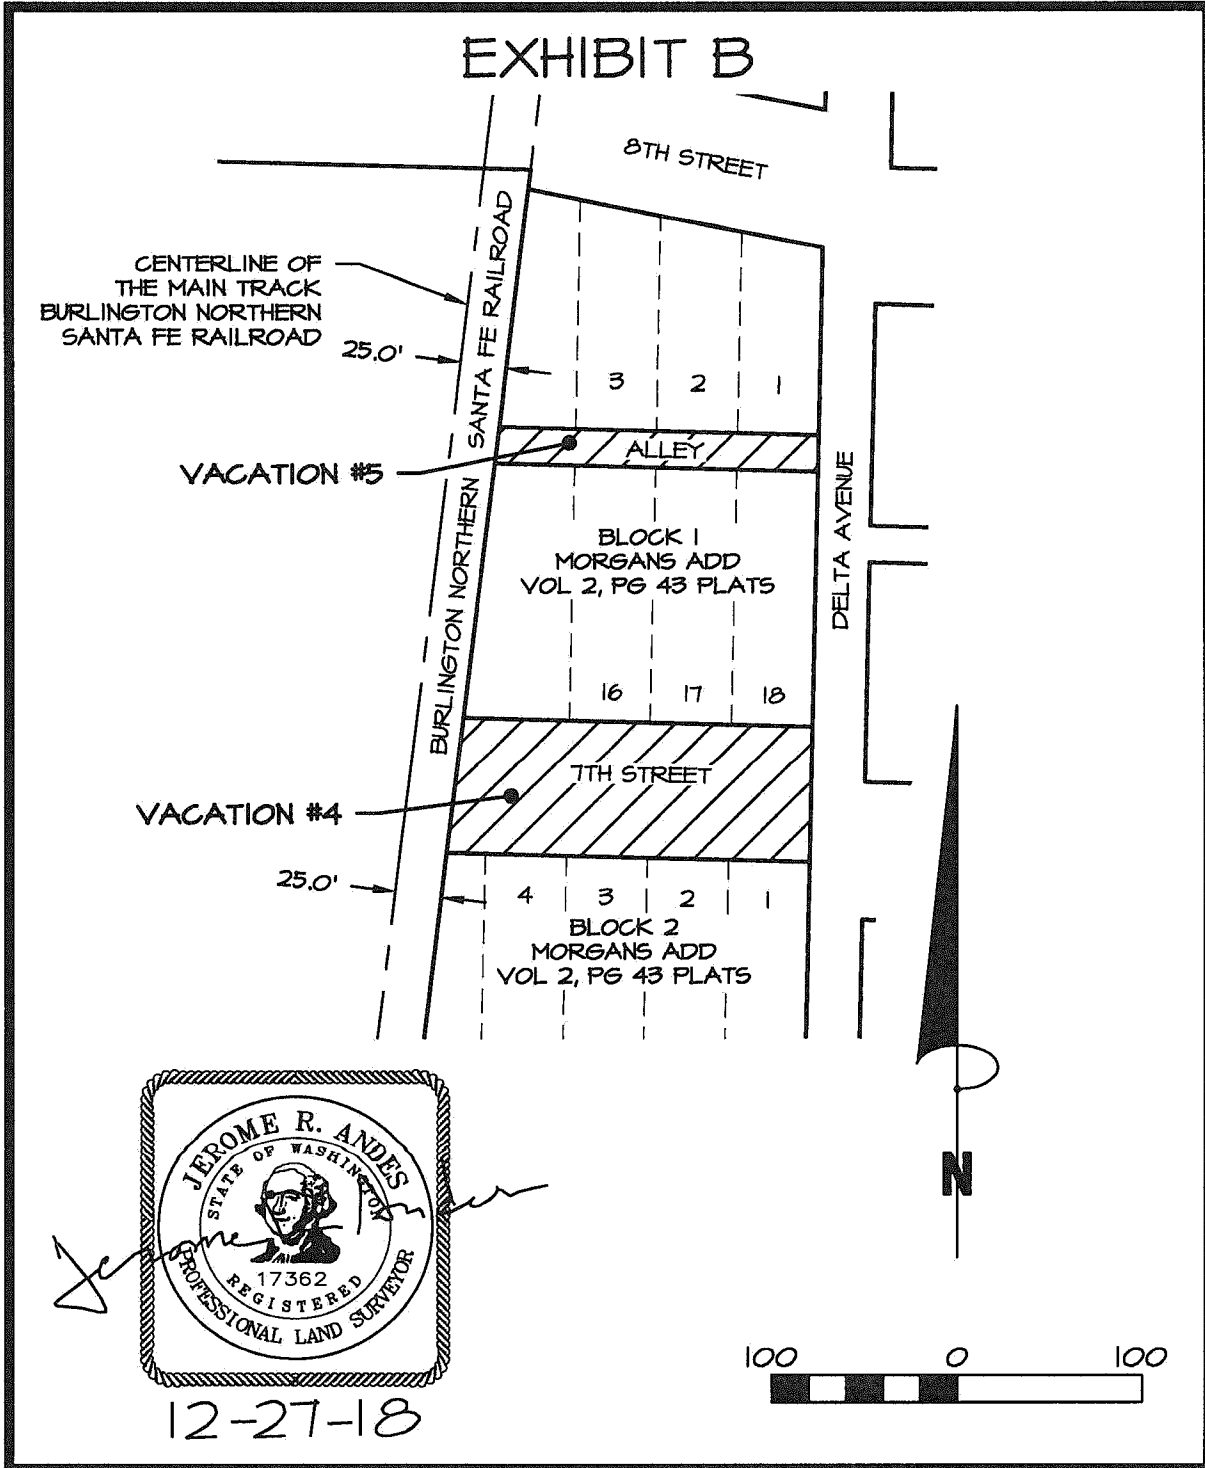 EXHIBIT B
8TH STREET
CENTERLINE OF
THE MAIN TRACK
BURLINGTON NORTHERN
SANTA FE RAILROAD
25.0'
BURLINGTON NORTHERN SANTA FE RAILROAD
3 2 1
ALLEY
VACATION #5
DELTA AVENUE
BLOCK 1
MORGANS ADD
VOL 2, PG 43 PLATS
16 17 18
7TH STREET
VACATION #4
25.0'
4 3 2 1
BLOCK 2
MORGANS ADD
VOL 2, PG 43 PLATS
JEROME R. ANDES
STATE OF WASHINGTON
17362
REGISTERED
PROFESSIONAL LAND SURVEYOR
12-27-18
N
100 0 100